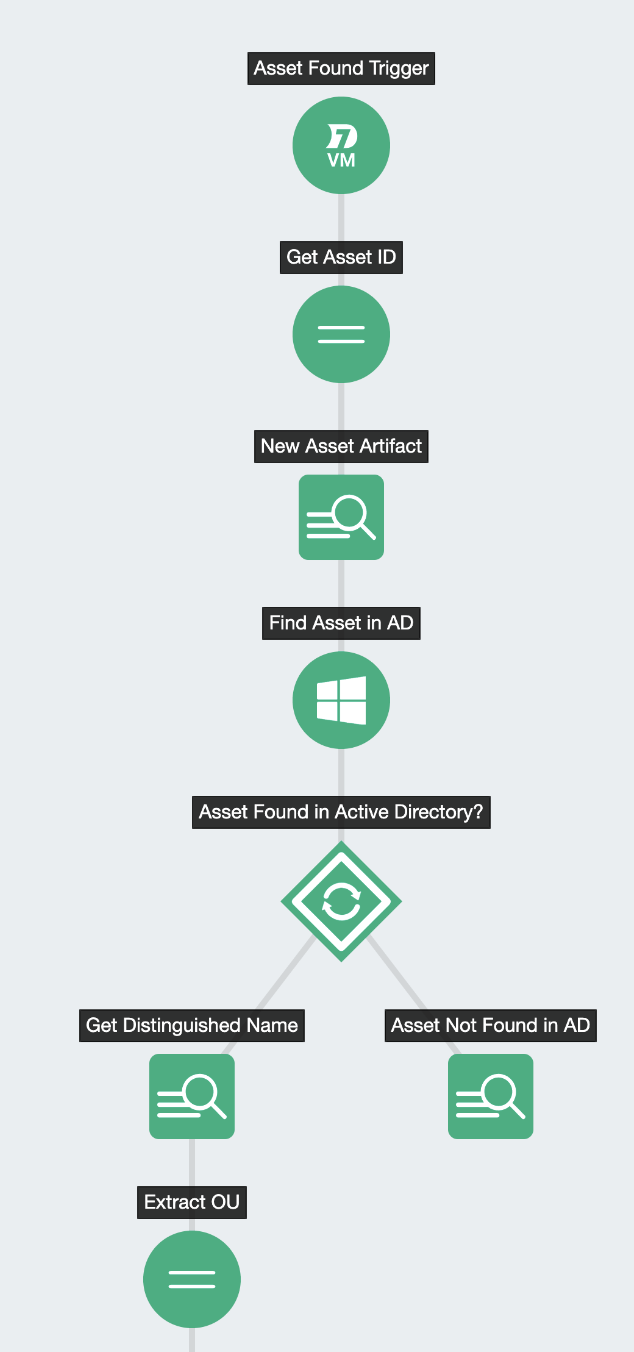 Asset Found Trigger
VM
Get Asset ID
New Asset Artifact
Find Asset in AD
Asset Found in Active Directory?
Get Distinguished Name
Asset Not Found in AD
Extract OU